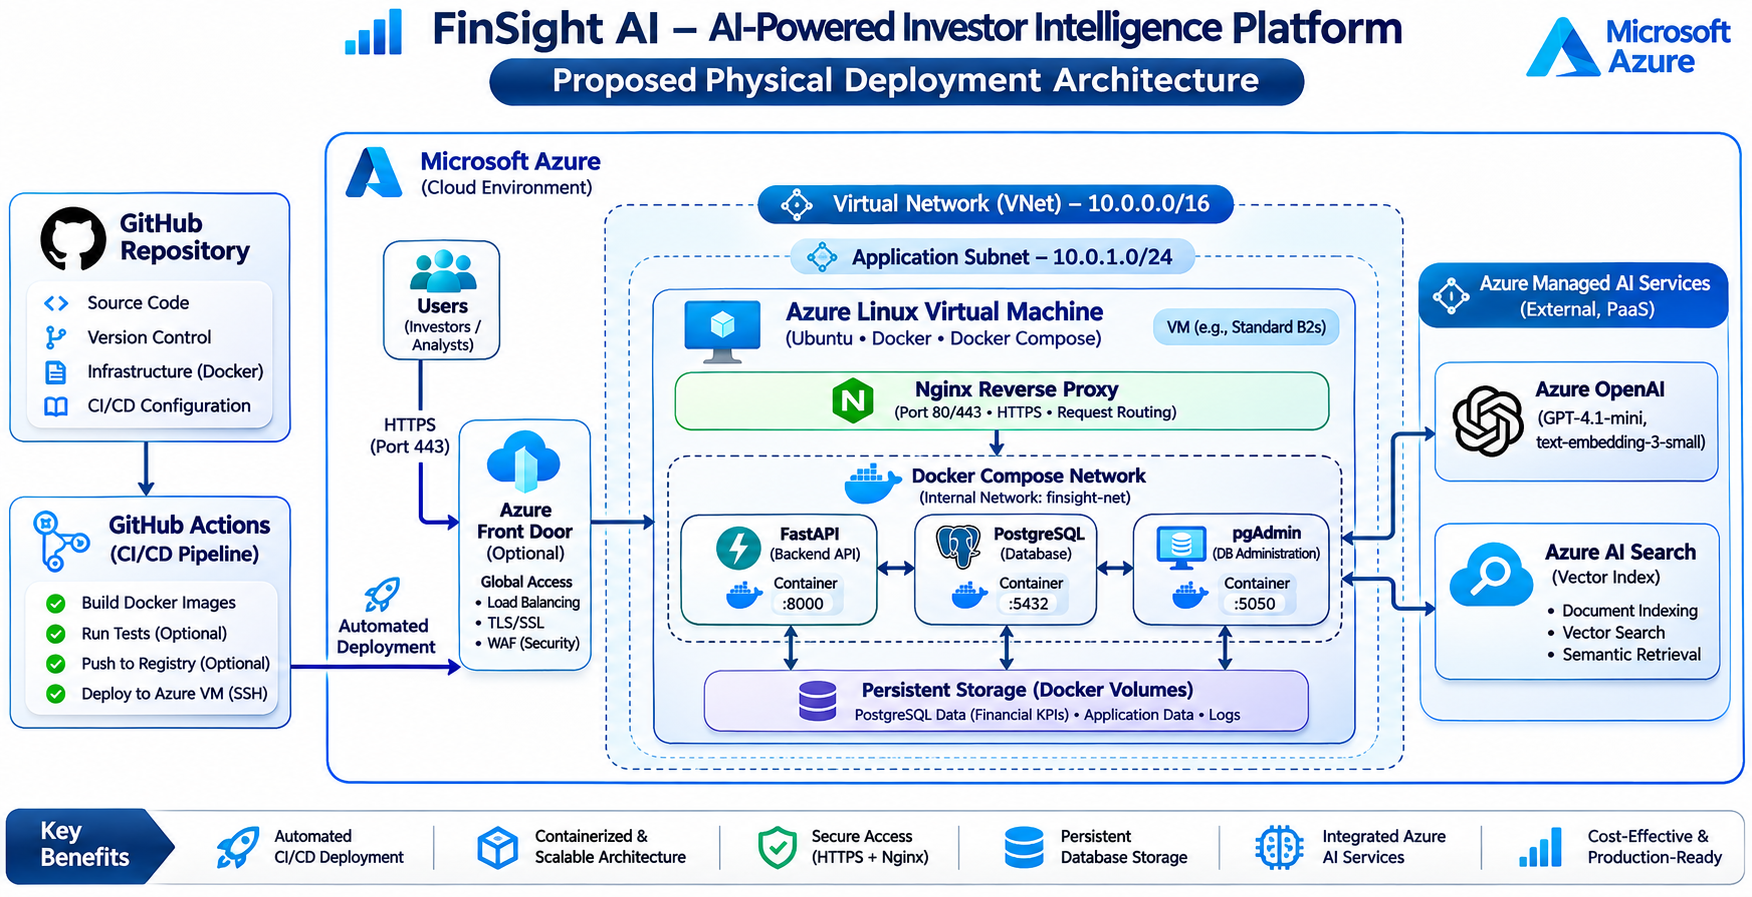 FinSight AI – AI-Powered Investor Intelligence Platform
Proposed Physical Deployment Architecture
Microsoft
Azure
Microsoft Azure
(Cloud Environment)
GitHub
Repository
Source Code
Version Control
Infrastructure (Docker)
CI/CD Configuration
GitHub Actions
(CI/CD Pipeline)
Build Docker Images
Run Tests (Optional)
Push to Registry (Optional)
Deploy to Azure VM (SSH)
Automated
Deployment
Users
(Investors /
Analysts)
HTTPS
(Port 443)
Azure
Front Door
(Optional)
Global Access
• Load Balancing
• TLS/SSL
• WAF (Security)
Virtual Network (VNet) – 10.0.0.0/16
Application Subnet – 10.0.1.0/24
Azure Linux Virtual Machine
(Ubuntu • Docker • Docker Compose)
VM (e.g., Standard B2s)
Nginx Reverse Proxy
(Port 80/443 • HTTPS • Request Routing)
Docker Compose Network
(Internal Network: finsight-net)
FastAPI
(Backend API)
Container
:8000
PostgreSQL
(Database)
Container
:5432
pgAdmin
(DB Administration)
Container
:5050
Persistent Storage (Docker Volumes)
PostgreSQL Data (Financial KPIs) • Application Data • Logs
Azure Managed AI Services
(External, PaaS)
Azure OpenAI
(GPT-4.1-mini,
text-embedding-3-small)
Azure AI Search
(Vector Index)
• Document Indexing
• Vector Search
• Semantic Retrieval
Key
Benefits
Automated
CI/CD Deployment
Containerized &
Scalable Architecture
Secure Access
(HTTPS + Nginx)
Persistent
Database Storage
Integrated Azure
AI Services
Cost-Effective &
Production-Ready